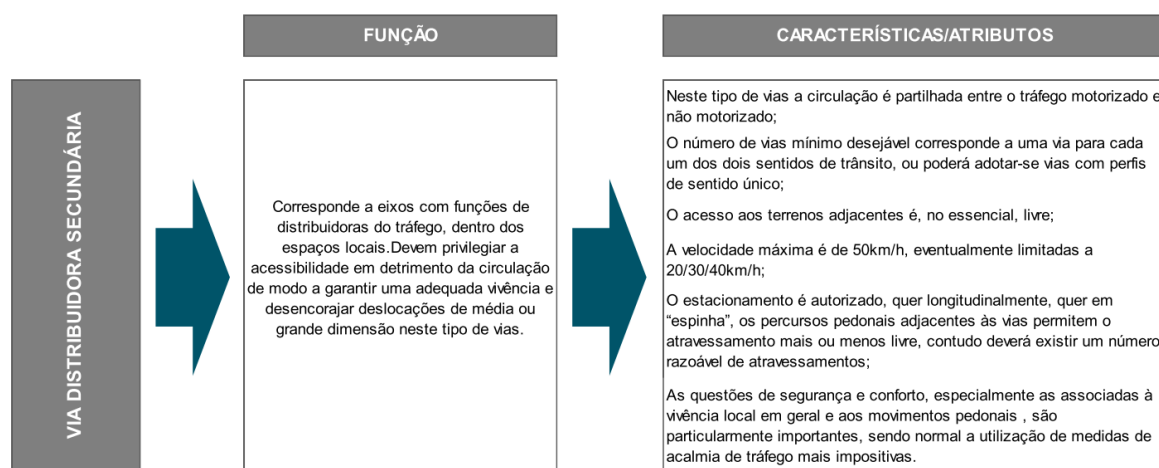 FUNÇÃO
CARACTERÍSTICAS/ATRIBUTOS
VIA DISTRIBUIDORA SECUNDÁRIA
Corresponde a eixos com funções de
distribuidoras do tráfego, dentro dos
espaços locais.Devem privilegiar a
acessibilidade em detrimento da circulação
de modo a garantir uma adequada vivência e
desencorajar deslocações de média ou
grande dimensão neste tipo de vias.
Neste tipo de vias a circulação é partilhada entre o tráfego motorizado e
não motorizado;
O número de vias mínimo desejável corresponde a uma via para cada
um dos dois sentidos de trânsito, ou poderá adotar-se vias com perfis
de sentido único;
O acesso aos terrenos adjacentes é, no essencial, livre;
A velocidade máxima é de 50km/h, eventualmente limitadas a
20/30/40km/h;
O estacionamento é autorizado, quer longitudinalmente, quer em
“espinha”, os percursos pedonais adjacentes às vias permitem o
atravessamento mais ou menos livre, contudo deverá existir um número
razoável de atravessamentos;
As questões de segurança e conforto, especialmente as associadas à
vivência local em geral e aos movimentos pedonais , são
particularmente importantes, sendo normal a utilização de medidas de
acalmia de tráfego mais impositivas.